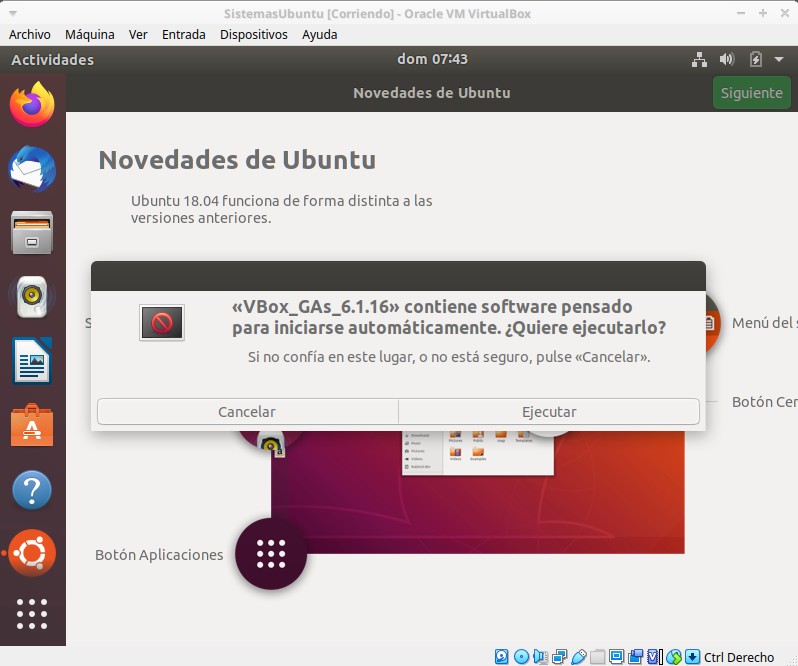 SistemasUbuntu [Corriendo] - Oracle VM VirtualBox
Archivo Máquina Ver Entrada Dispositivos Ayuda
Actividades dom 07:43
Novedades de Ubuntu Siguiente
Novedades de Ubuntu
Ubuntu 18.04 funciona de forma distinta a las
versiones anteriores.
«VBox_GAs_6.1.16» contiene software pensado
para iniciarse automáticamente. ¿Quiere ejecutarlo?
S
Menú del s
Si no confía en este lugar, o no está seguro, pulse «Cancelar».
Botón Cer
Cancelar Ejecutar
Botón Aplicaciones
Ctrl Derecho